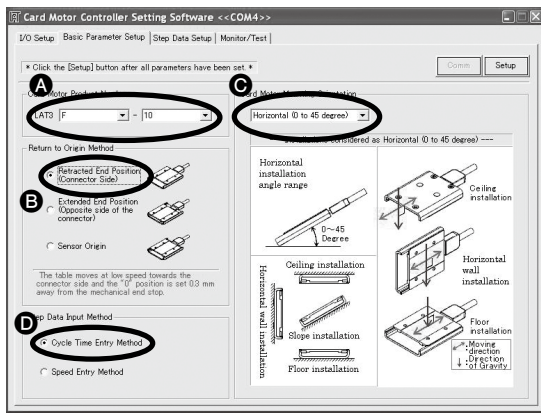 Card Motor Controller Setting Software <<COM4>>
I/O Setup
Basic Parameter Setup
Step Data Setup
Monitor/Test
* Click the [Setup] button after all parameters have been set. *
Comm
Setup
A
LAT3 F - 10
Return to Origin Method
Retracted End Position
(Connector Side)
B
Extended End Position
(Opposite side of the
connector)
Sensor Origin
The table moves at low speed towards the
connector side and the "0" position is set 0.3 mm
away from the mechanical end stop.
D
Step Data Input Method
Cycle Time Entry Method
Speed Entry Method
C
Card Motor Mounting Orientation
Horizontal (0 to 45 degree)
considered as Horizontal (0 to 45 degree) ---
Horizontal
installation
angle range
0~45
Degree
Ceiling
installation
Horizontal
wall
installation
Floor
installation
Moving
direction
Direction
of Gravity
Horizontal wall installation
Ceiling installation
Slope installation
Floor installation